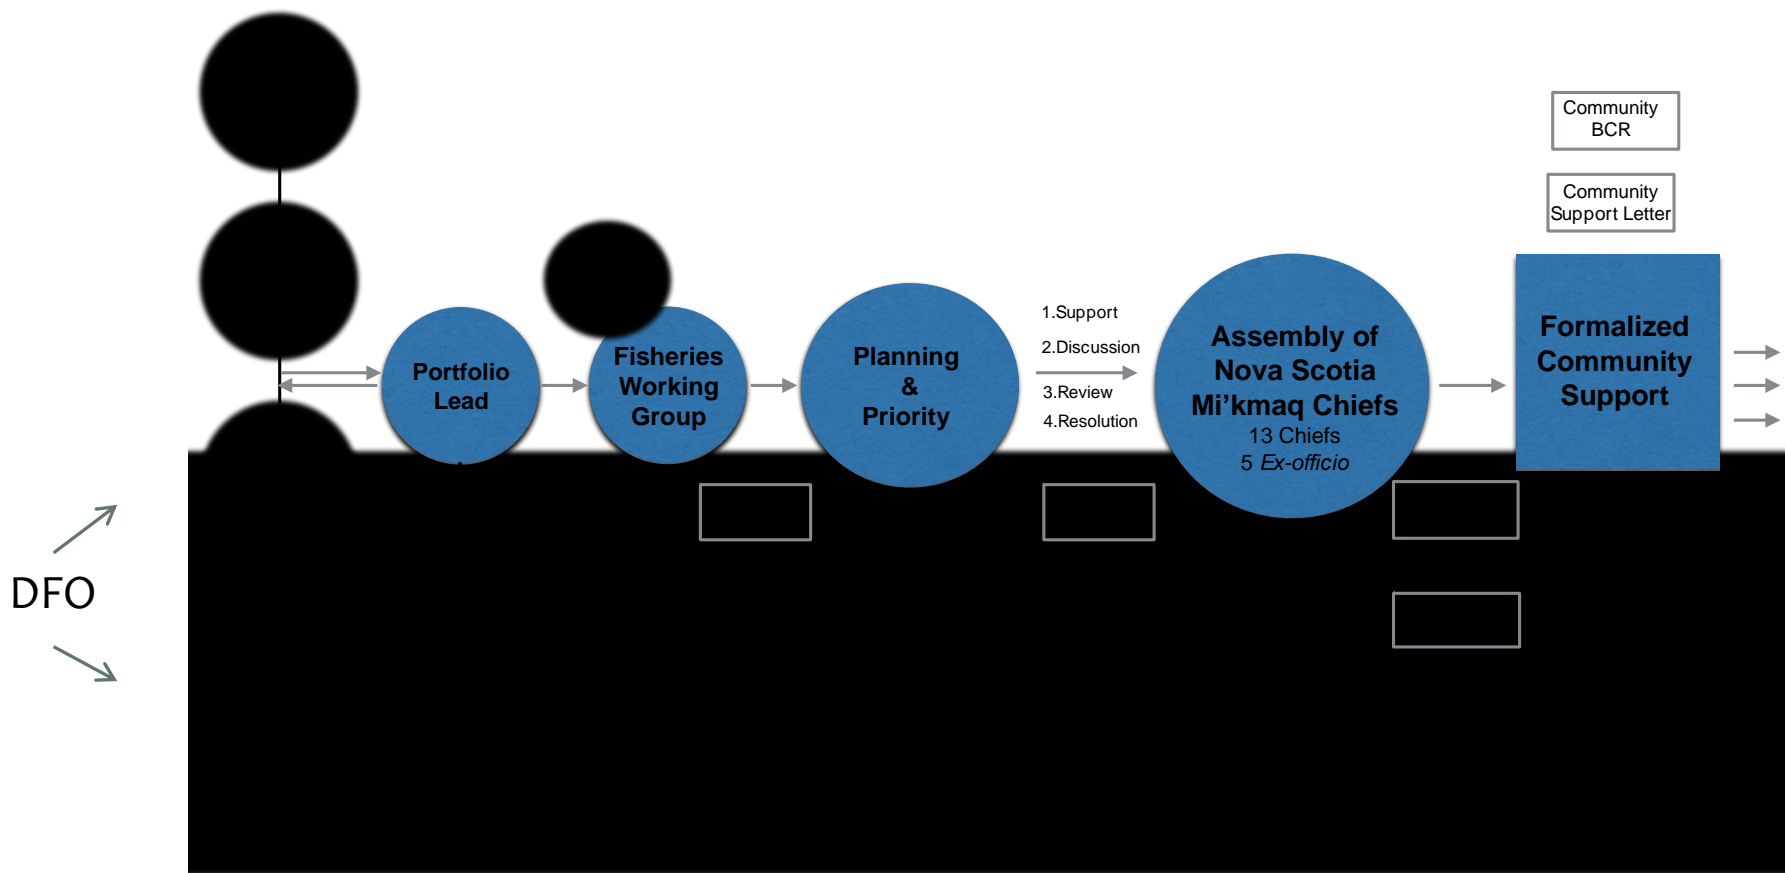 Community
BCR
Community
Support Letter
Portfolio
Lead
Fisheries
Working
Group
Planning
&
Priority
1.Support
2.Discussion
3.Review
4.Resolution
Assembly of
Nova Scotia
Mi’kmaq Chiefs
13 Chiefs
5 Ex-officio
Formalized
Community
Support
DFO